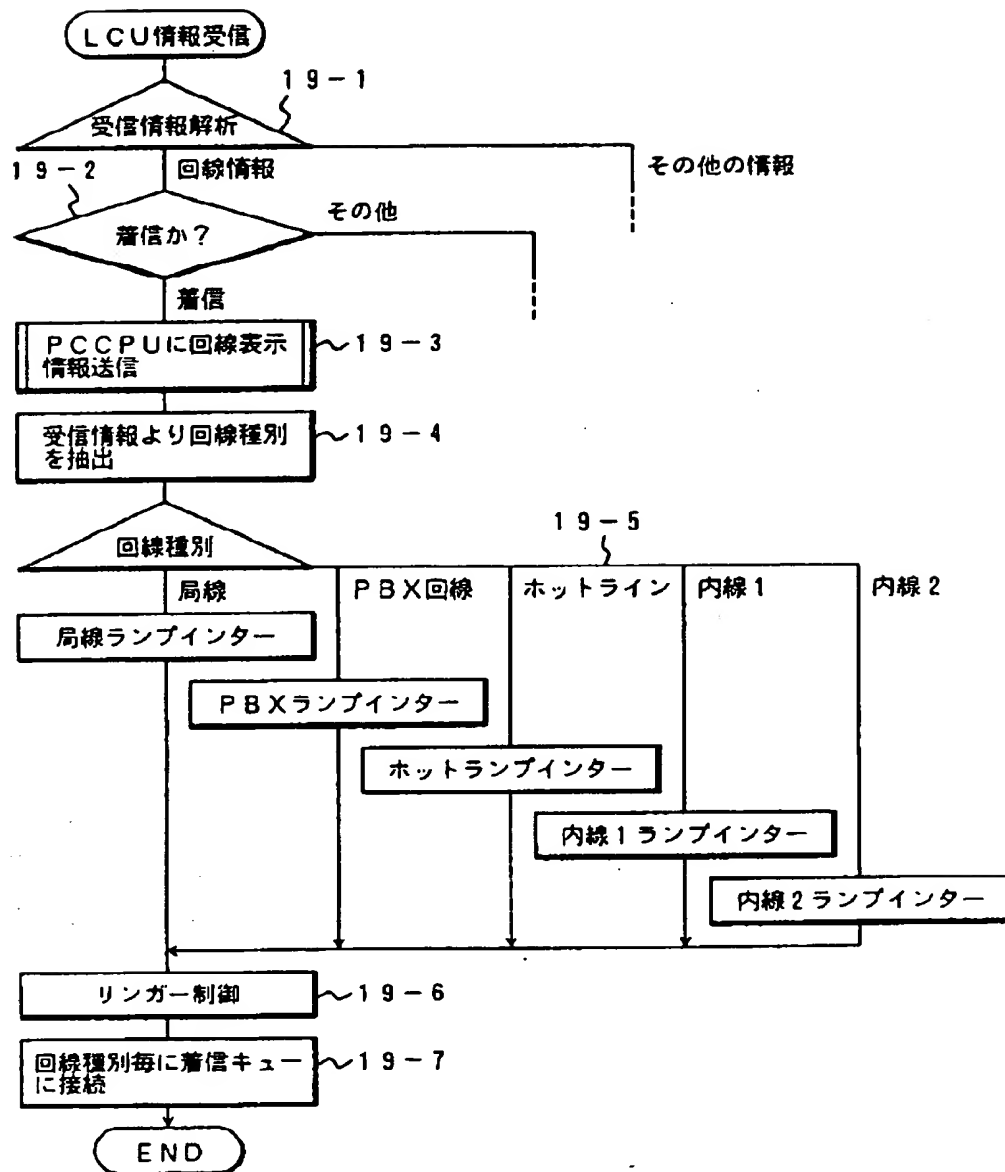 LCU情報受信
19-1
受信情報解析
その他の情報
19-2
回線情報
その他
着信か?
着信
PCCPUに回線表示
情報送信
19-3
受信情報より回線種別
を抽出
19-4
19-5
回線種別
局線
PBX回線
ホットライン
内線1
内線2
局線ランプインター
PBXランプインター
ホットランプインター
内線1ランプインター
内線2ランプインター
リンガー制御
19-6
回線種別毎に着信キュー
に接続
19-7
END